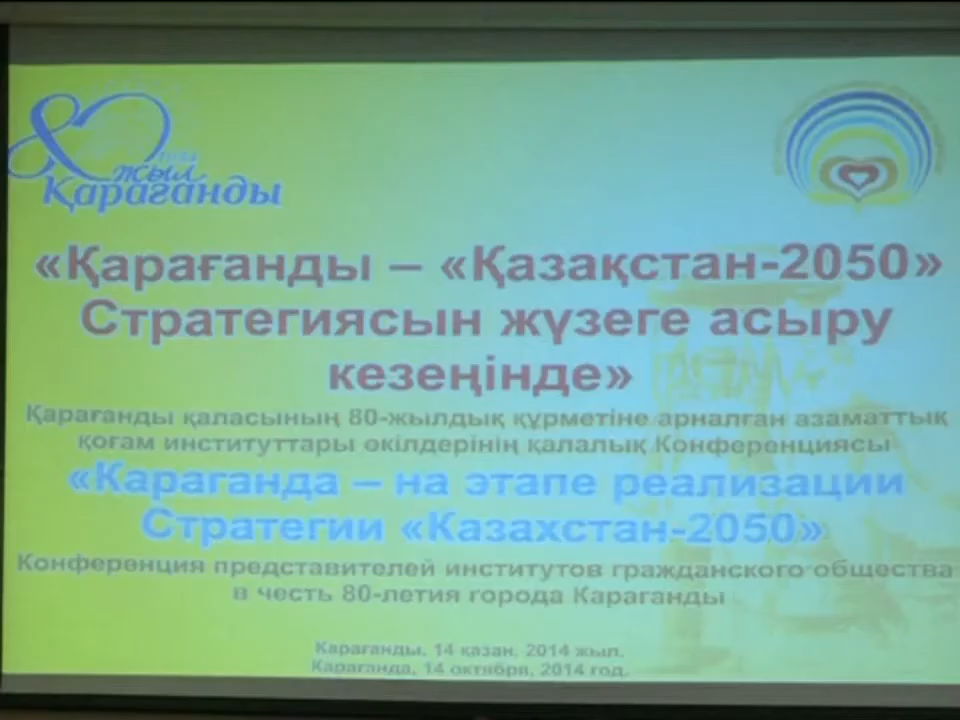 80
1934
жыл
Қарағанды
«Қарағанды – «Қазақстан-2050»
Стратегиясын жүзеге асыру
кезеңінде»
Қарағанды қаласының 80-жылдық құрметіне арналған азаматтық
қоғам институттары өкілдерінің қалалық Конференциясы
«Караганда – на этапе реализации
Стратегии «Казахстан-2050»
Конференция представителей институтов гражданского общества
в честь 80-летия города Караганды
Қарағанды, 14 қазан, 2014 жыл.
Караганда, 14 октября, 2014 год.